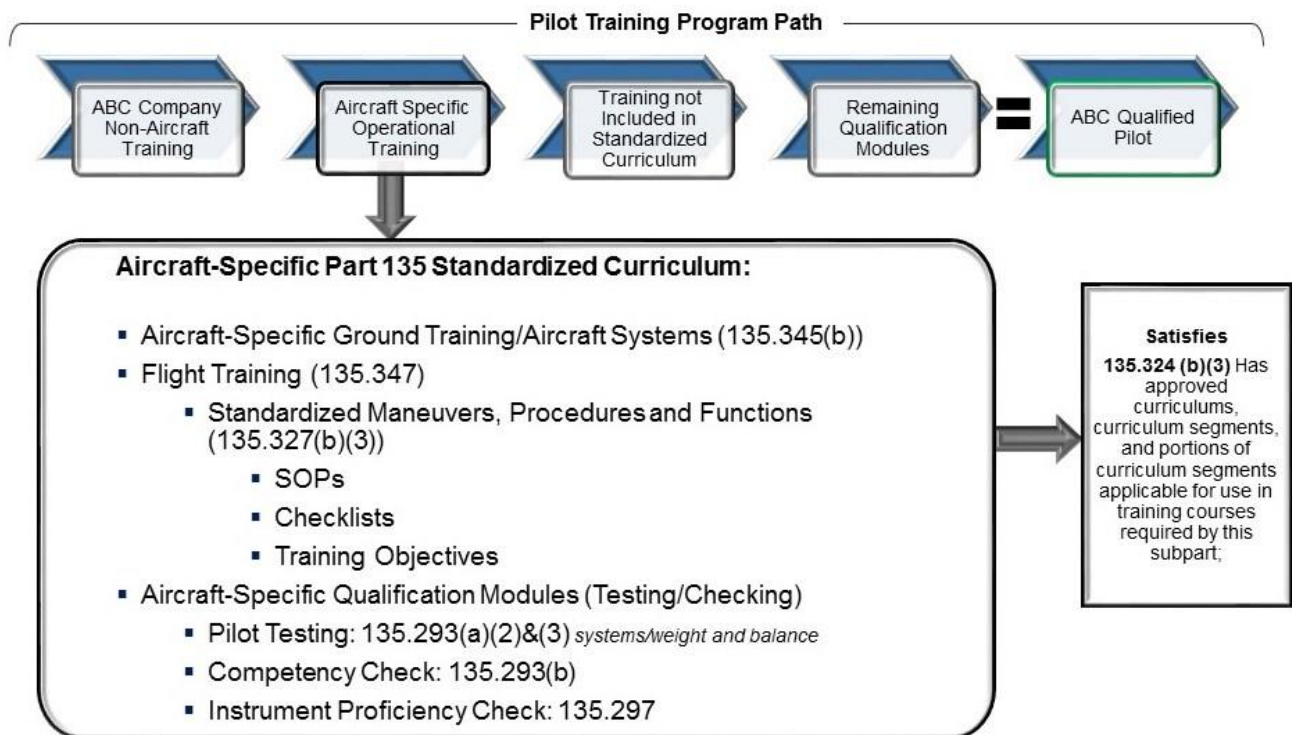 Pilot Training Program Path
ABC Company
Non-Aircraft
Training
Aircraft Specific
Operational
Training
Training not
Included in
Standardized
Curriculum
Remaining
Qualification
Modules
=
ABC Qualified
Pilot
Aircraft-Specific Part 135 Standardized Curriculum:
▪ Aircraft-Specific Ground Training/Aircraft Systems (135.345(b))
▪ Flight Training (135.347)
▪ Standardized Maneuvers, Procedures and Functions
(135.327(b)(3))
▪ SOPs
▪ Checklists
▪ Training Objectives
▪ Aircraft-Specific Qualification Modules (Testing/Checking)
▪ Pilot Testing: 135.293(a)(2)&(3) systems/weight and balance
▪ Competency Check: 135.293(b)
▪ Instrument Proficiency Check: 135.297
Satisfies
135.324 (b)(3) Has
approved
curriculums,
curriculum segments,
and portions of
curriculum segments
applicable for use in
training courses
required by this
subpart;